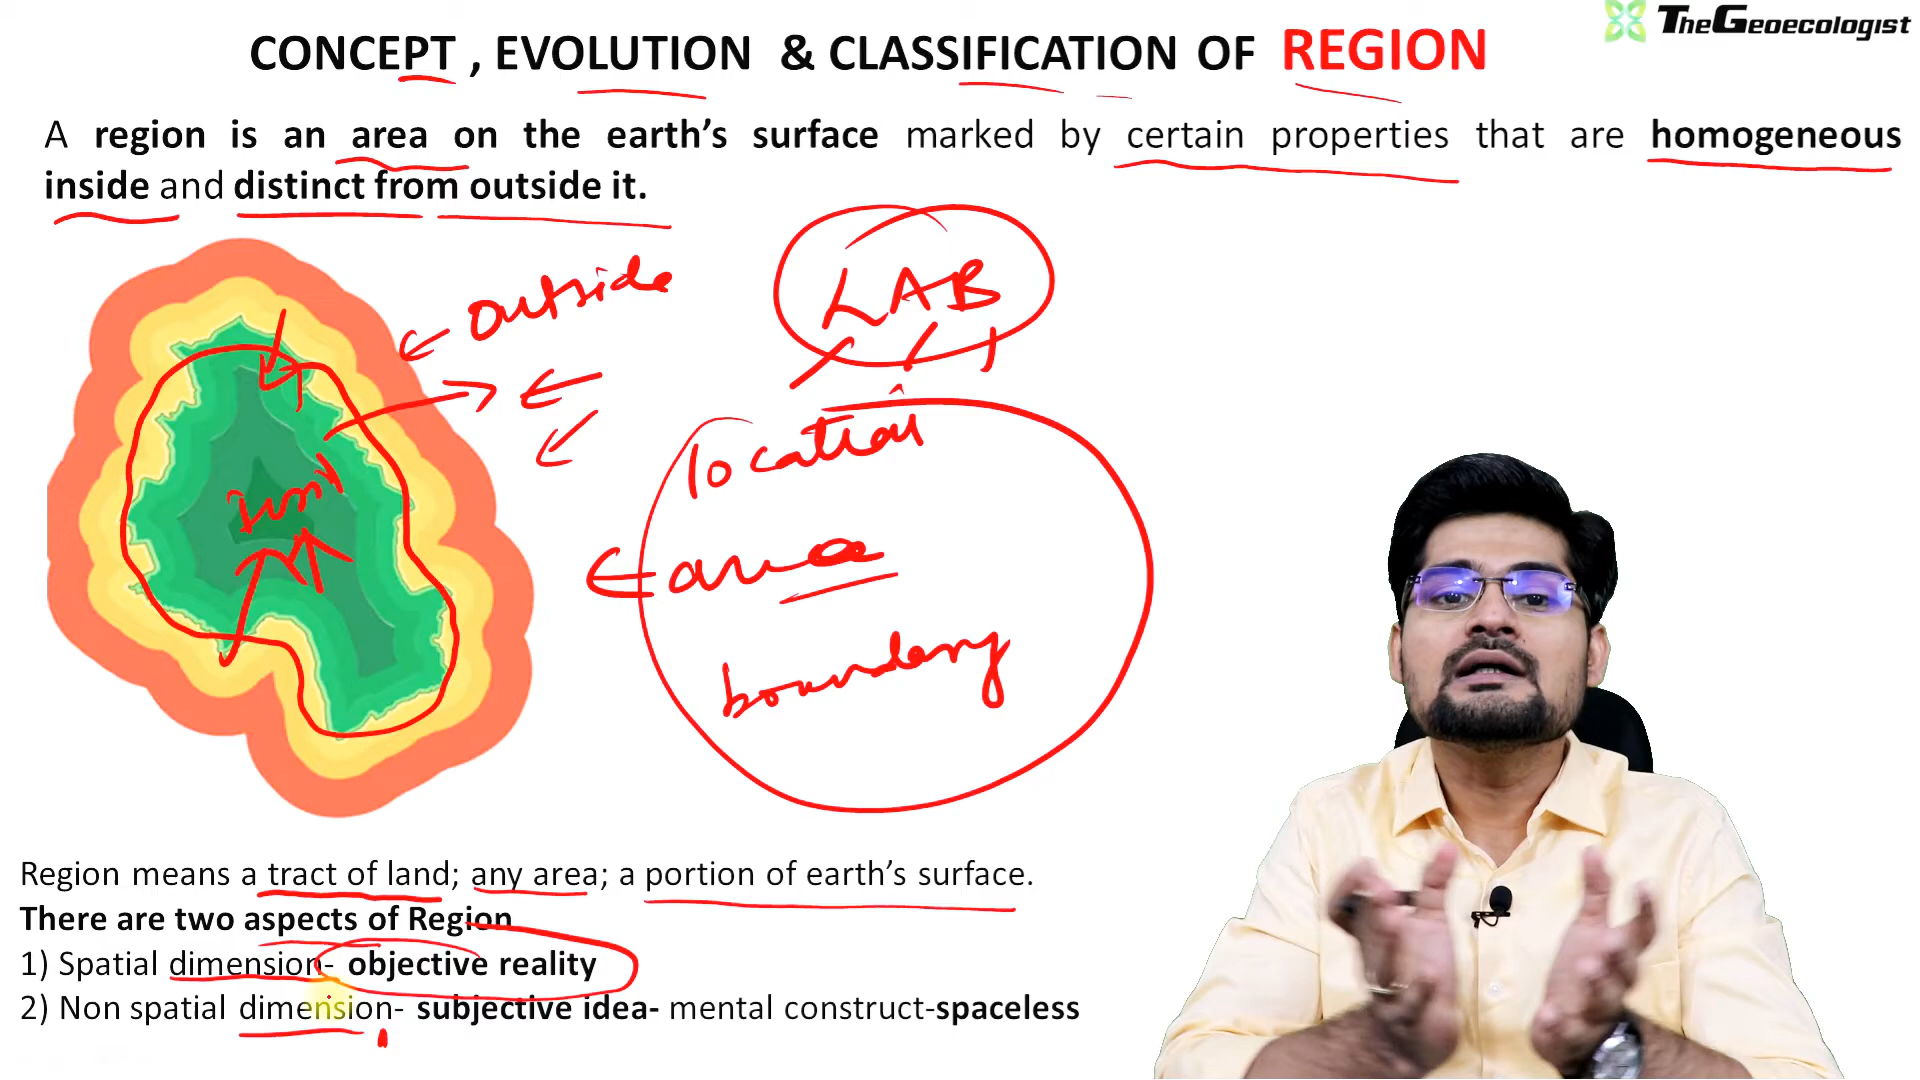 TheGeoecologist
CONCEPT , EVOLUTION & CLASSIFICATION OF REGION
A region is an area on the earth’s surface marked by certain properties that are homogeneous
inside and distinct from outside it.
outside
LAB
location
area
boundary
Region means a tract of land; any area; a portion of earth’s surface.
There are two aspects of Region
1) Spatial dimension- objective reality
2) Non spatial dimension- subjective idea- mental construct-spaceless